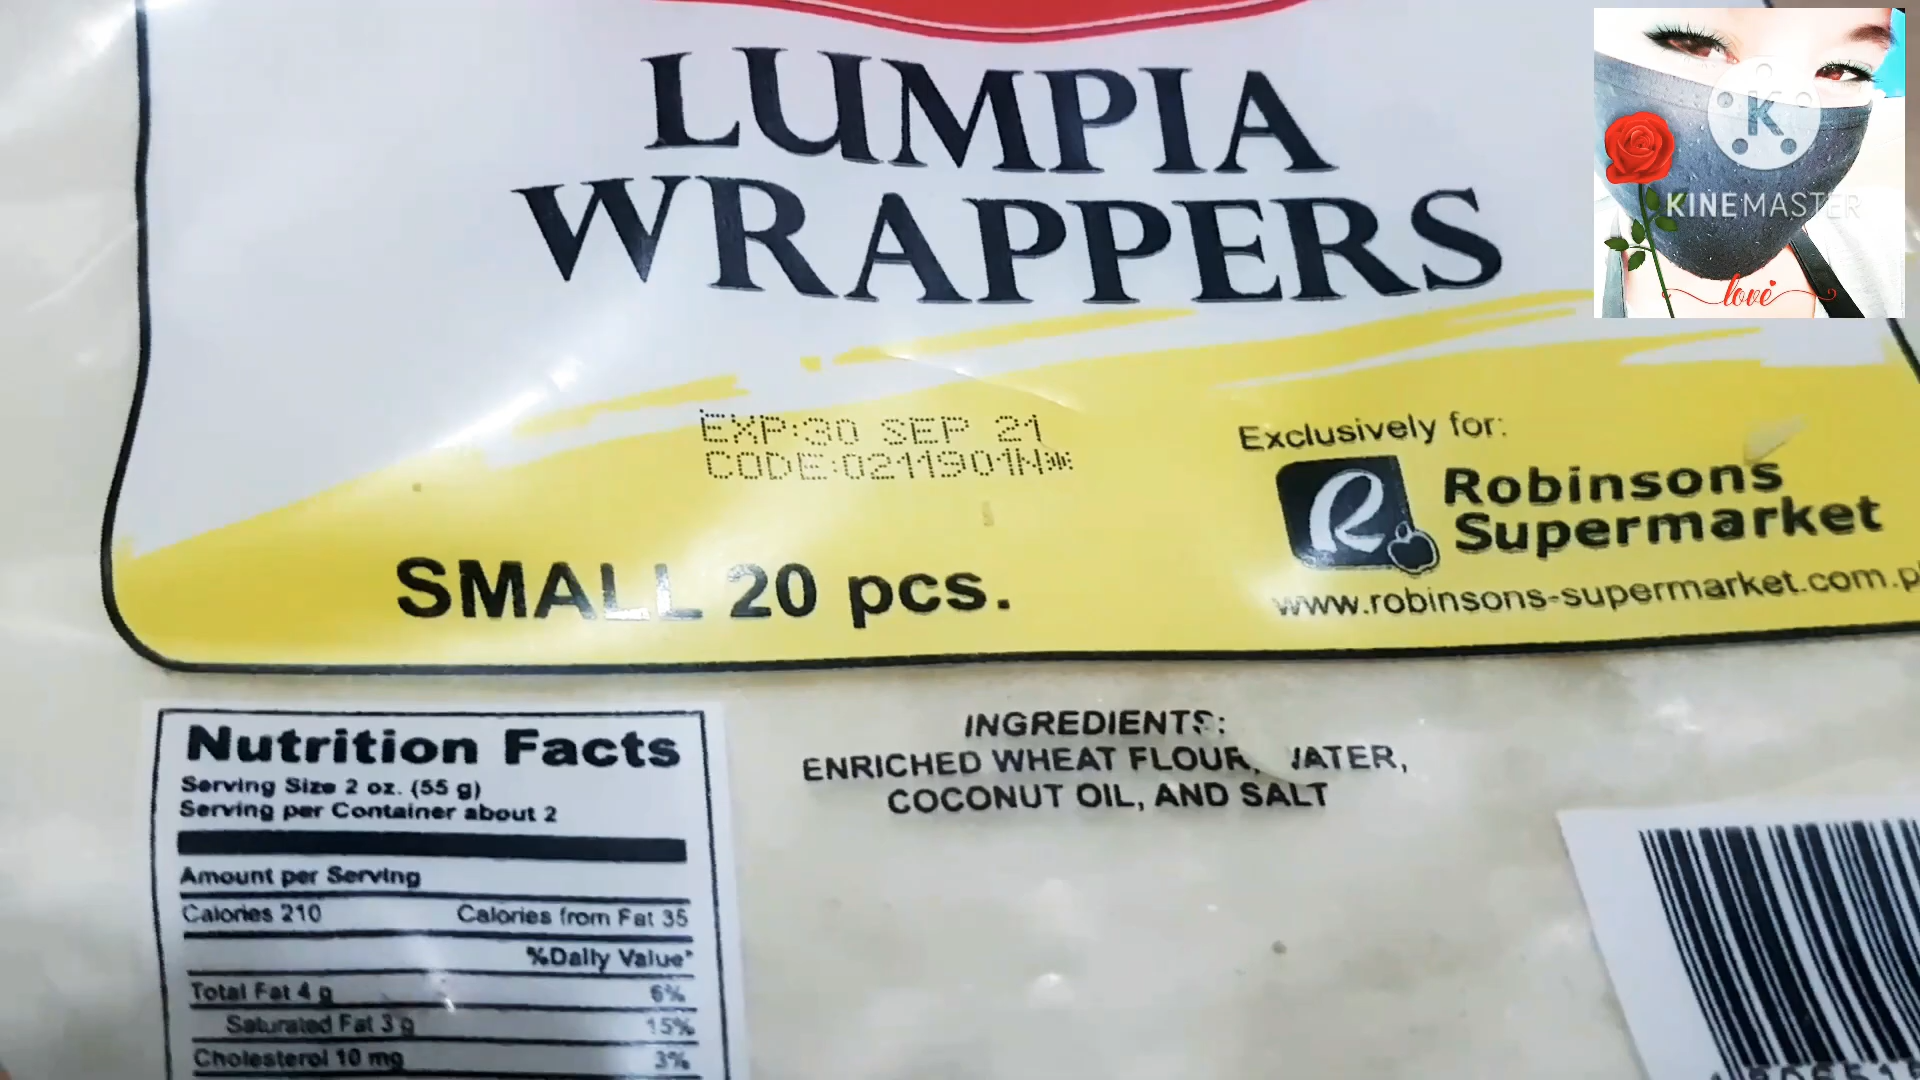 LUMPIA
WRAPPERS
EXP:30 SEP 21
CODE:0211901N
SMALL 20 pcs.
Exclusively for:
R
Robinsons
Supermarket
www.robinsons-supermarket.com.p
Nutrition Facts
Serving Size 2 oz. (55 g)
Serving per Container about 2
Amount per Serving
Calories 210 Calories from Fat 35
%Daily Value*
Total Fat 4 g 6%
Saturated Fat 3 g 15%
Cholesterol 10 mg 3%
INGREDIENTS:
ENRICHED WHEAT FLOUR, WATER,
COCONUT OIL, AND SALT
K
KINEMASTER
love